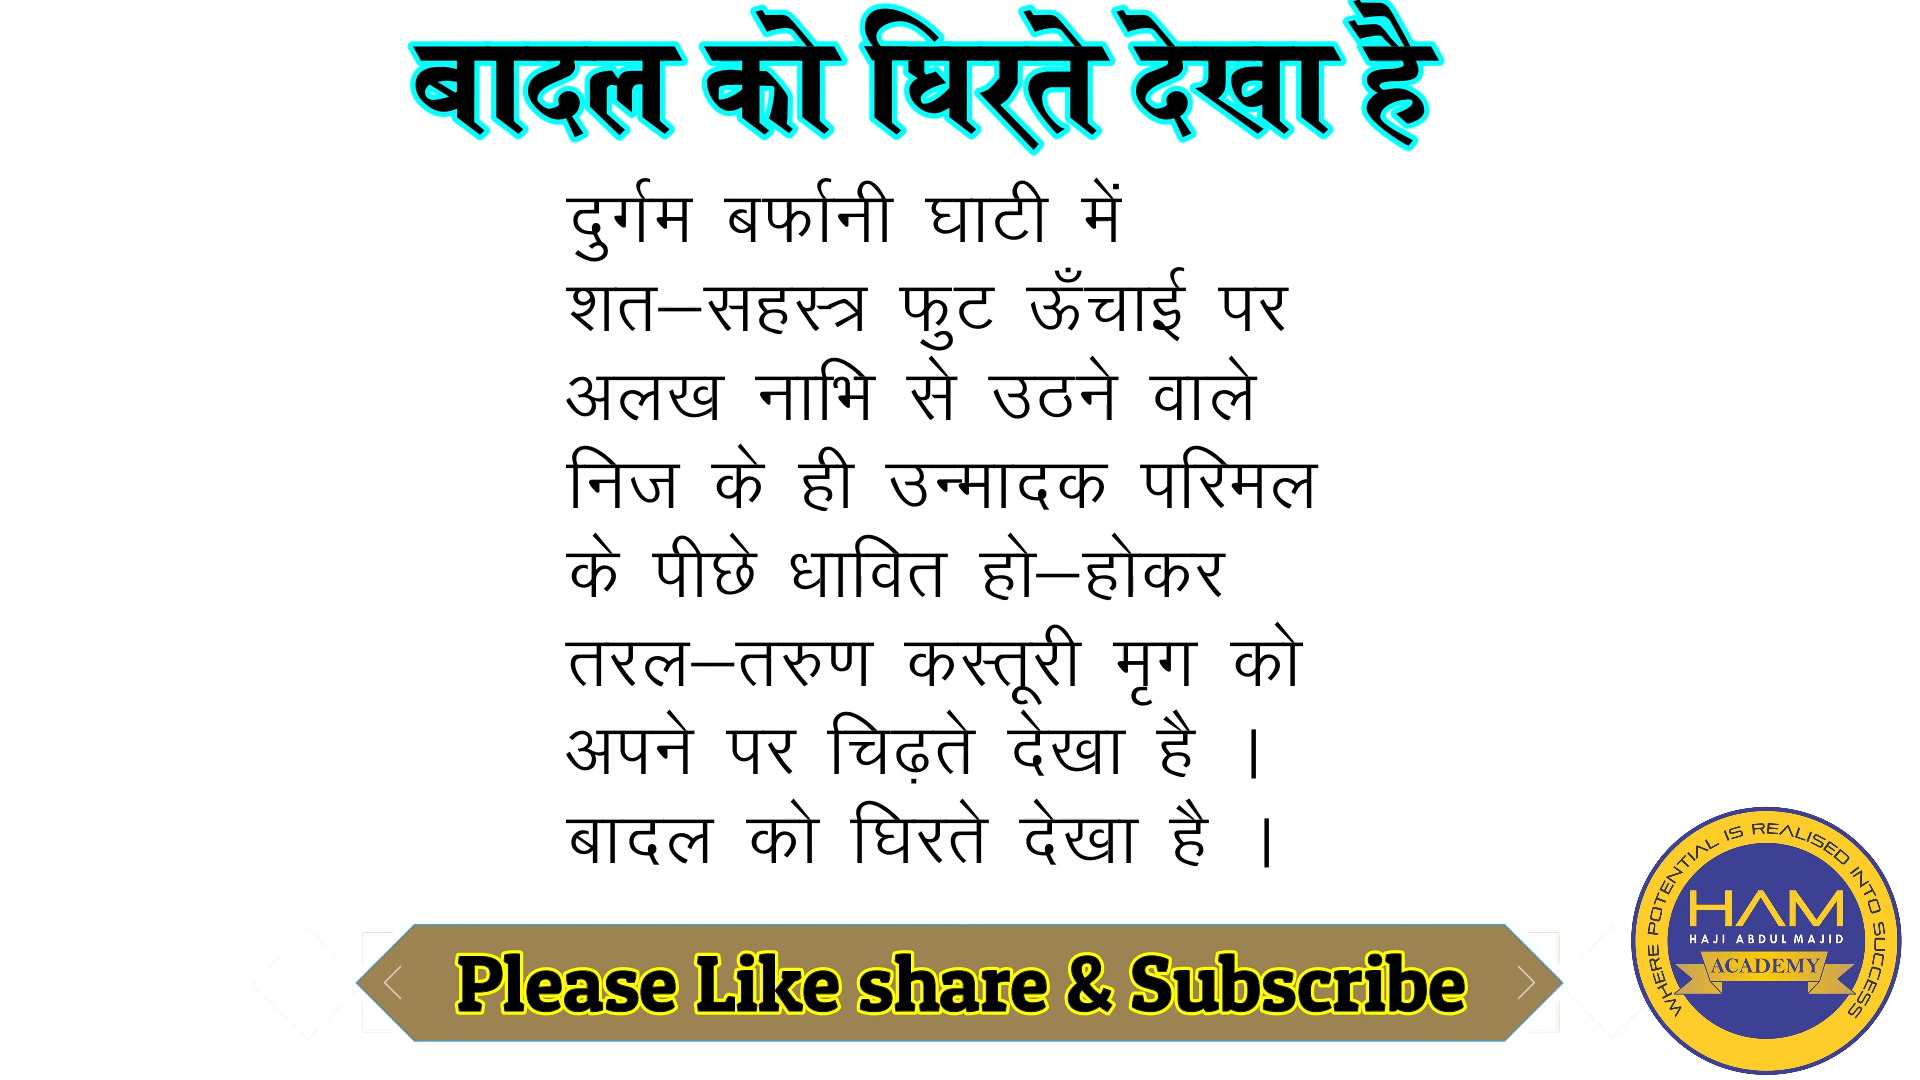 बादल को घिरते देखा है
दुर्गम बर्फानी घाटी में
शत–सहस्त्र फुट ऊँचाई पर
अलख नाभि से उठने वाले
निज के ही उन्मादक परिमल
के पीछे धावित हो–होकर
तरल–तरुण कस्तूरी मृग को
अपने पर चिढ़ते देखा है ।
बादल को घिरते देखा है ।
Please Like share & Subscribe
WHERE POTENTIAL IS REALISED INTO SUCCESS
HAM
HAJI ABDUL MAJID
ACADEMY